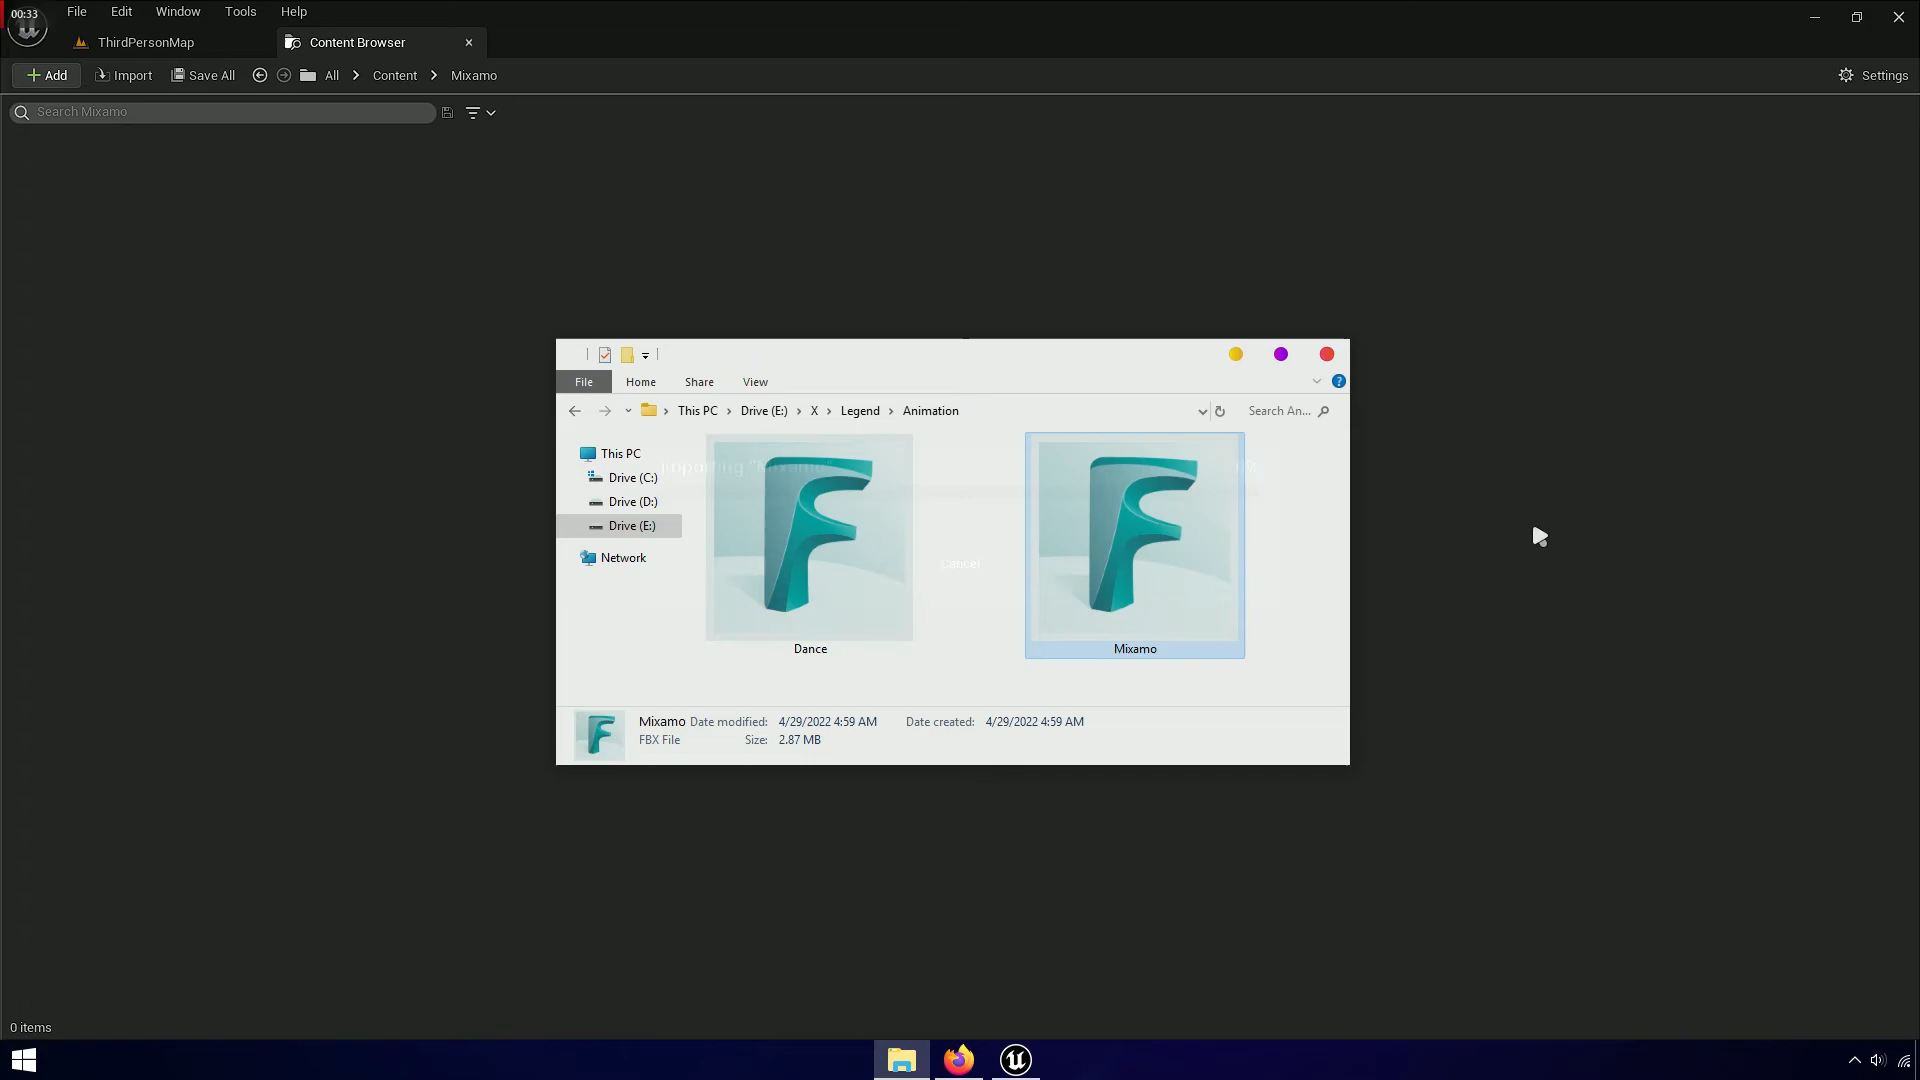 00:33
File Edit Window Tools Help
ThirdPersonMap
Content Browser
Add Import Save All All Content Mixamo Settings
Search Mixamo
File Home Share View
This PC Drive (E:) X Legend Animation Search An...
This PC
Drive (C:)
Drive (D:)
Drive (E:)
Network
Importing "Mixamo"
Cancel
Dance
Mixamo
Mixamo Date modified: 4/29/2022 4:59 AM Date created: 4/29/2022 4:59 AM
FBX File Size: 2.87 MB
0 items